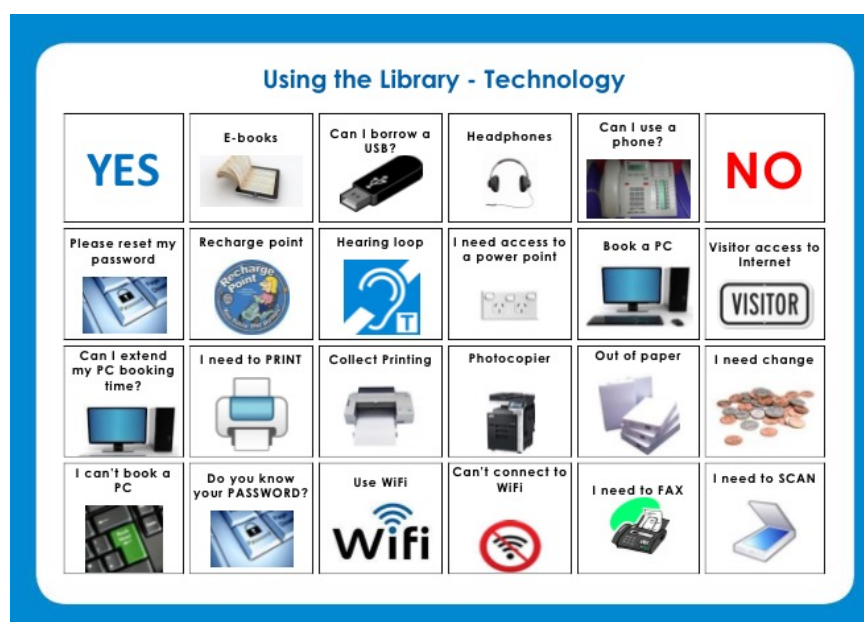 Using the Library - Technology
YES
E-books
Can I borrow a
USB?
Headphones
Can I use a
phone?
NO
Please reset my
password
Recharge point
Recharge
Point
Hearing loop
T
I need access to
a power point
Book a PC
Visitor access to
Internet
VISITOR
Can I extend
my PC booking
time?
I need to PRINT
Collect Printing
Photocopier
Out of paper
I need change
I can't book a
PC
Do you know
your PASSWORD?
Use WiFi
Wifi
Can't connect to
WiFi
I need to FAX
I need to SCAN